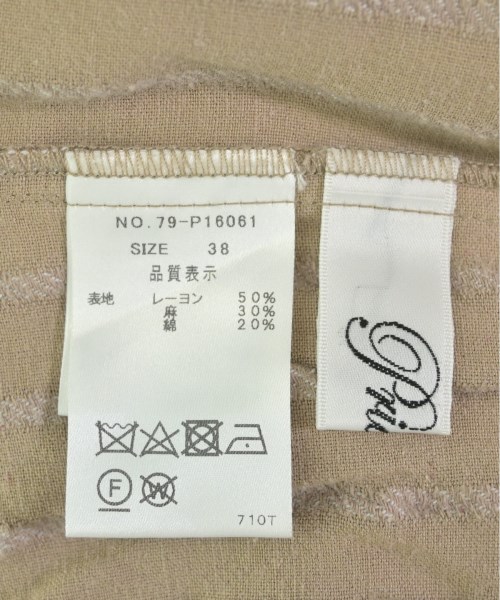 NO.79-P16061
SIZE 38
品質表示
表地 レーヨン 50%
麻 30%
綿 20%
F
W
710T